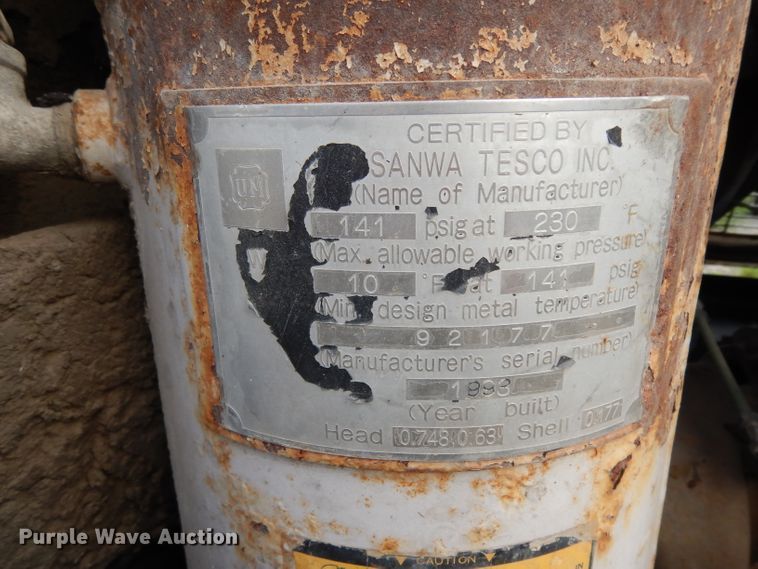 CERTIFIED BY
UM
SANWA TESCO INC.
(Name of Manufacturer)
141 psig at 230 °F
W
(Max. allowable working pressure)
10 °F at 141 psig
(Min. design metal temperature)
92177
(Manufacturer's serial number)
1993
(Year built)
Head 0.748 0.63 Shell 0.177
CAUTION
Purple Wave Auction